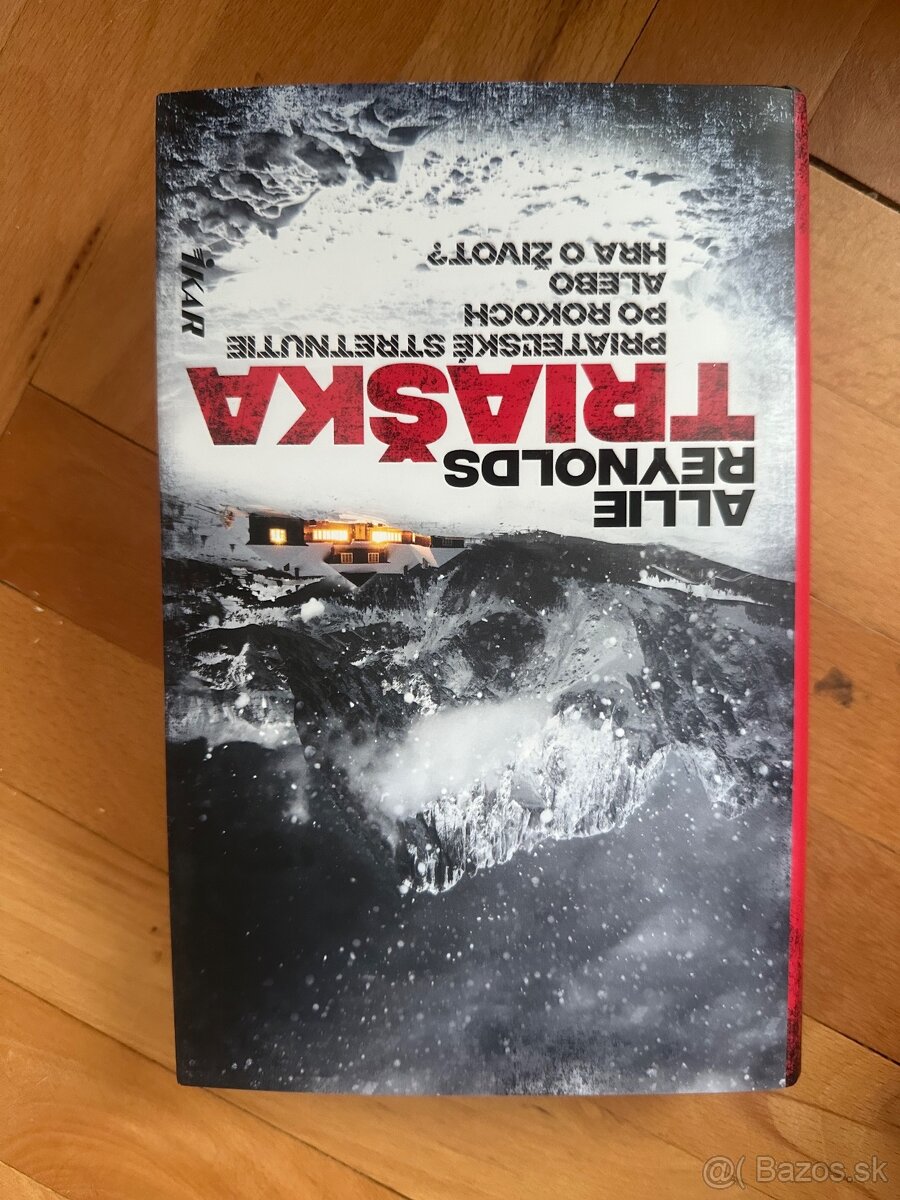 ALLIE
REYNOLDS
TRIAŠKA
PRIATEĽSKÉ STRETNUTIE
PO ROKOCH
ALEBO
HRA O ŽIVOT?
IKAR
@( Bazos.sk